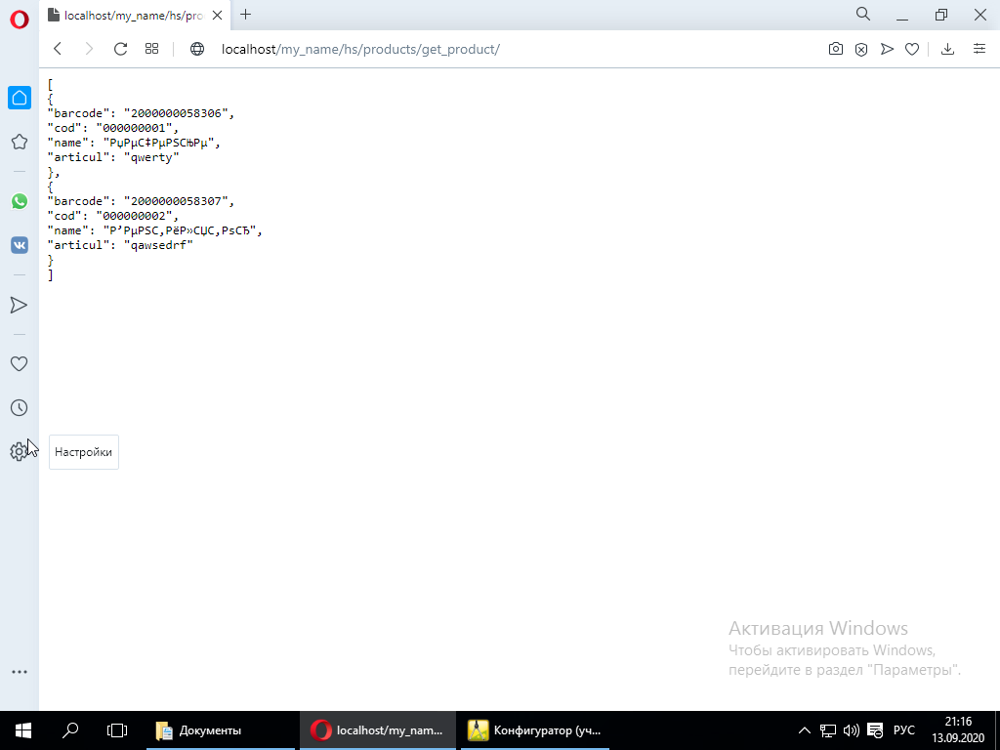 localhost/my_name/hs/pro
localhost/my_name/hs/products/get_product/
[
{
"barcode": "2000000058306",
"cod": "000000001",
"name": "РџРµС‡РµРЅСЊРµ",
"articul": "qwerty"
},
{
"barcode": "2000000058307",
"cod": "000000002",
"name": "Р’РµРЅС‚РёР»СЏС‚РѕСЂ",
"articul": "qawsedrf"
}
]
Настройки
Активация Windows
Чтобы активировать Windows,
перейдите в раздел "Параметры".
Документы
localhost/my_nam...
Конфигуратор (уч...
РУС
21:16
13.09.2020